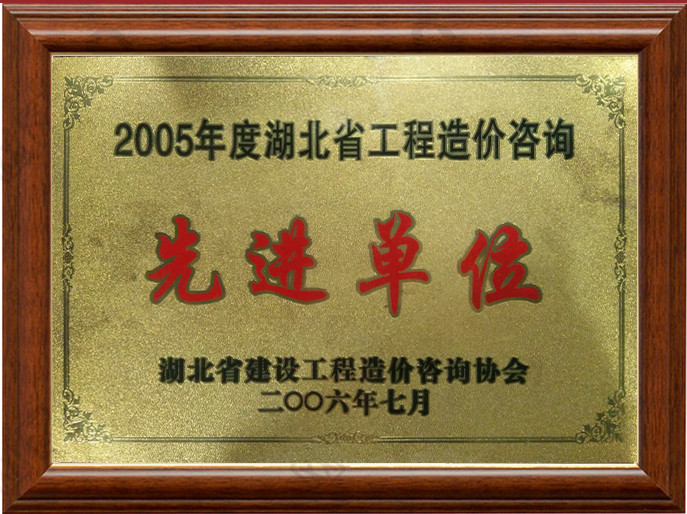 2005年度湖北省工程造价咨询
先进单位
湖北省建设工程造价咨询协会
二〇〇六年七月